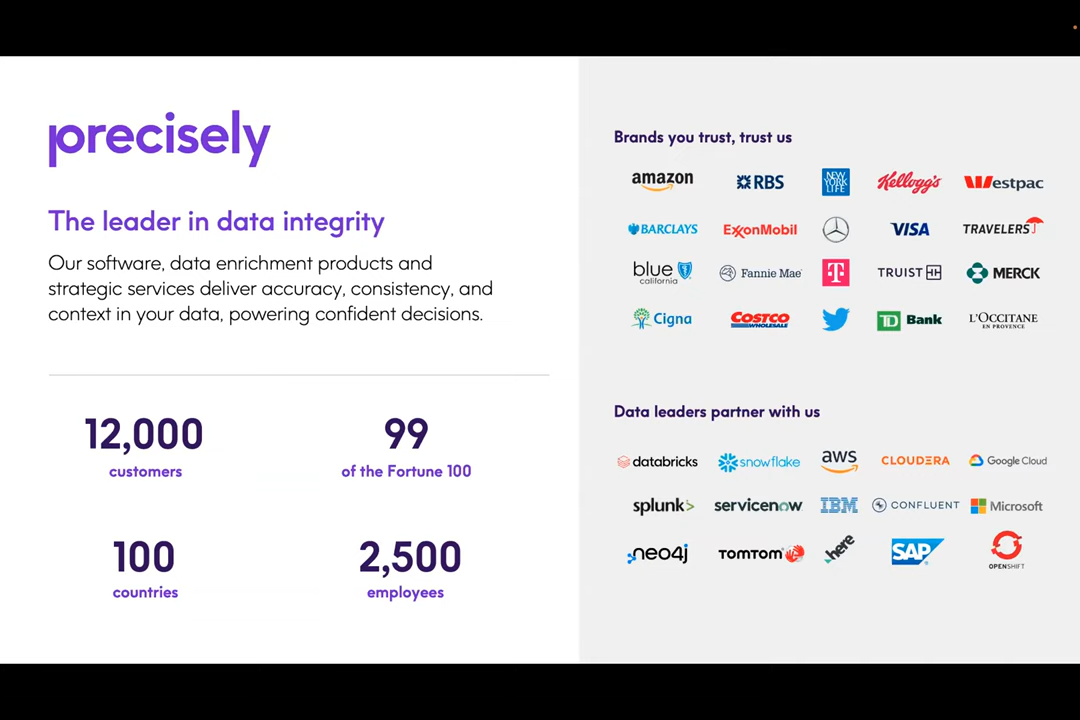 precisely
The leader in data integrity
Our software, data enrichment products and
strategic services deliver accuracy, consistency, and
context in your data, powering confident decisions.
12,000
customers
99
of the Fortune 100
100
countries
2,500
employees
Brands you trust, trust us
amazon
RBS
NEW
YORK
LIFE
Kellogg's
Westpac
BARCLAYS
ExxonMobil
VISA
TRAVELERS
blue
california
Fannie Mae
T
TRUIST
MERCK
Cigna
COSTCO
WHOLESALE
TD Bank
L'OCCITANE
EN PROVENCE
Data leaders partner with us
databricks
snowflake
aws
CLOUDERA
Google Cloud
splunk>
servicenow
IBM
CONFLUENT
Microsoft
neo4j
TOMTOM
here
SAP
OPENSHIFT